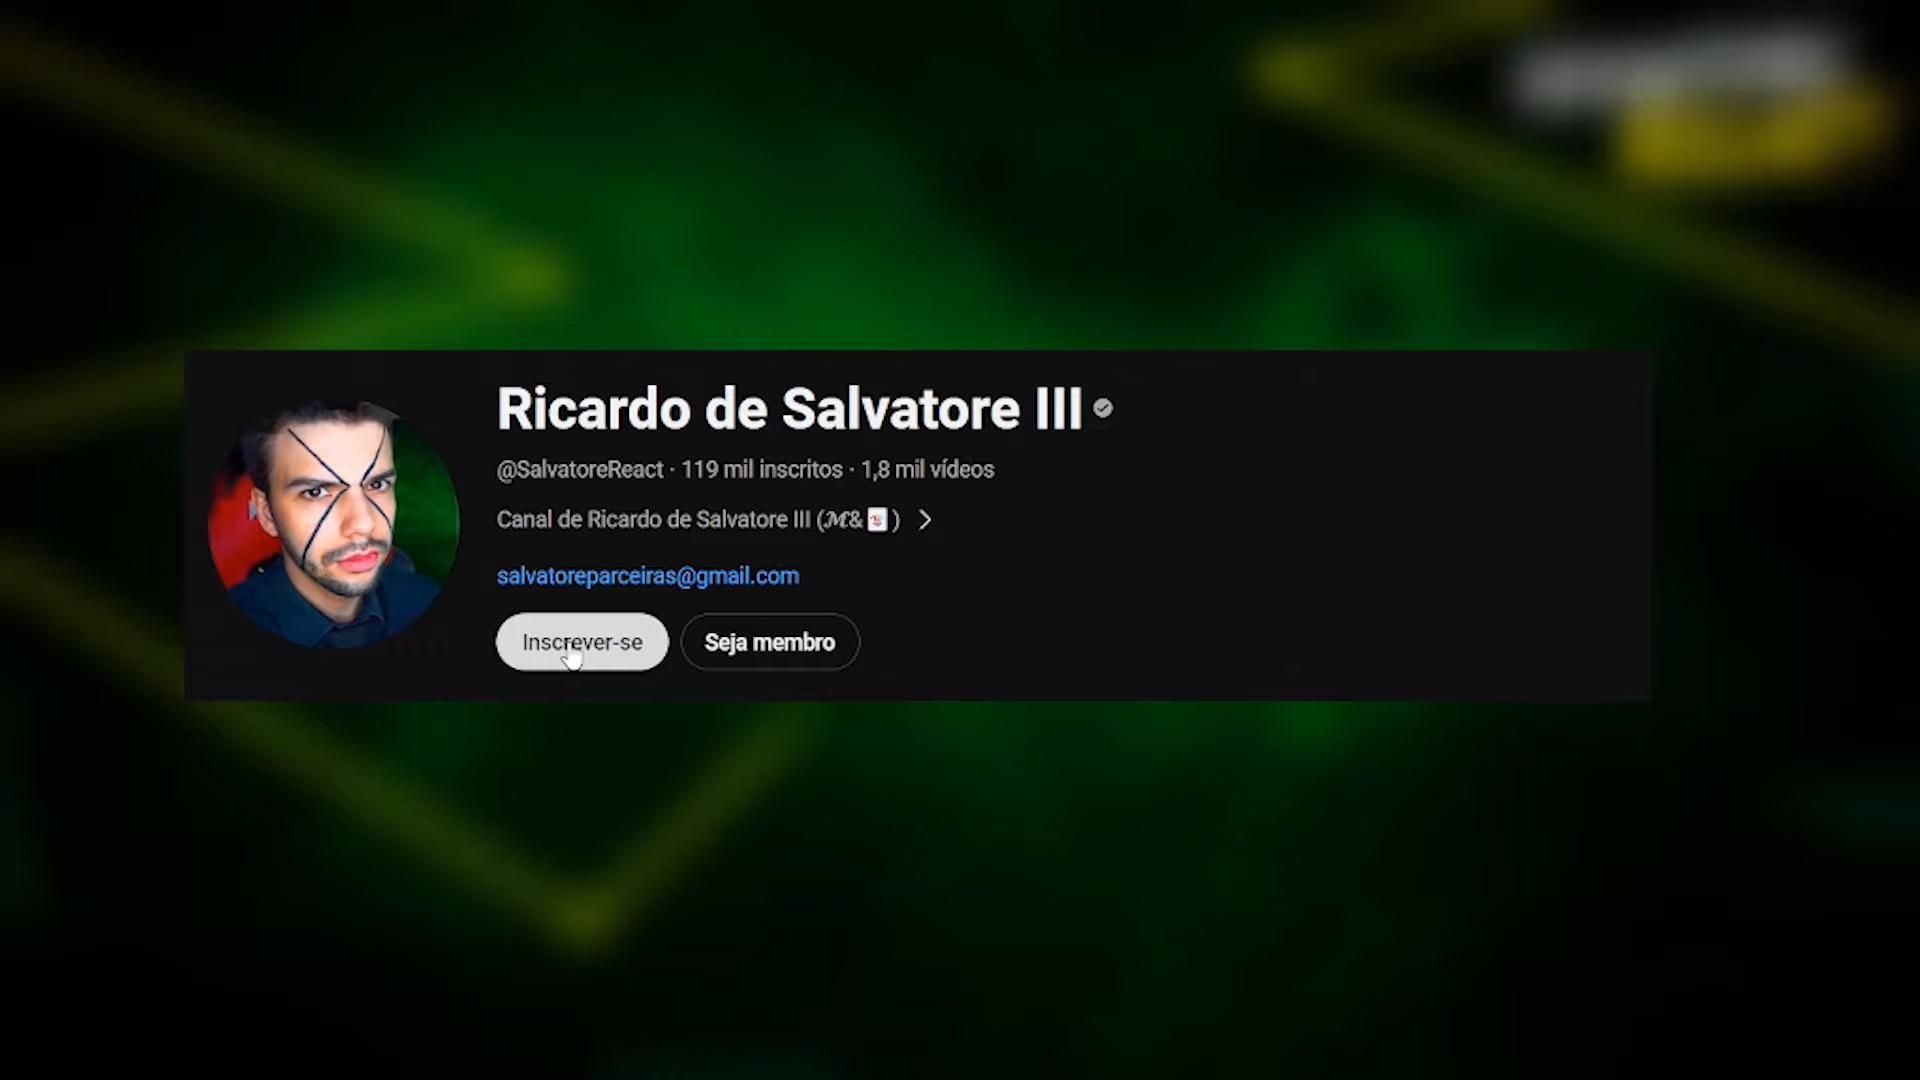 Ricardo de Salvatore III
@SalvatoreReact · 119 mil inscritos · 1,8 mil vídeos
Canal de Ricardo de Salvatore III (𝓜&🃏)
salvatoreparceiras@gmail.com
Inscrever-se
Seja membro